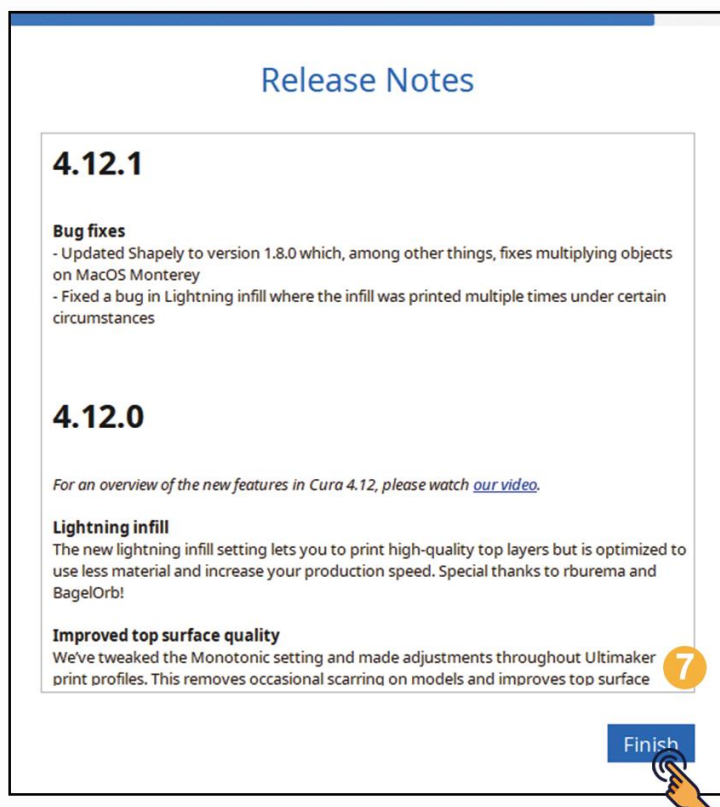 Release Notes
4.12.1
Bug fixes
- Updated Shapely to version 1.8.0 which, among other things, fixes multiplying objects
on MacOS Monterey
- Fixed a bug in Lightning infill where the infill was printed multiple times under certain
circumstances
4.12.0
For an overview of the new features in Cura 4.12, please watch our video.
Lightning infill
The new lightning infill setting lets you to print high-quality top layers but is optimized to
use less material and increase your production speed. Special thanks to rburema and
BagelOrb!
Improved top surface quality
We've tweaked the Monotonic setting and made adjustments throughout Ultimaker
print profiles. This removes occasional scarring on models and improves top surface
7
Finish